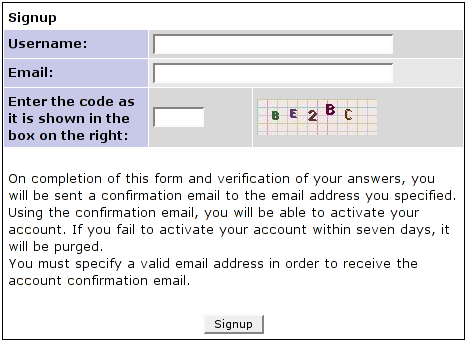 Signup
Username:
Email:
Enter the code as
it is shown in the
box on the right:
B E 2 B C
On completion of this form and verification of your answers, you
will be sent a confirmation email to the email address you specified.
Using the confirmation email, you will be able to activate your
account. If you fail to activate your account within seven days, it
will be purged.
You must specify a valid email address in order to receive the
account confirmation email.
Signup